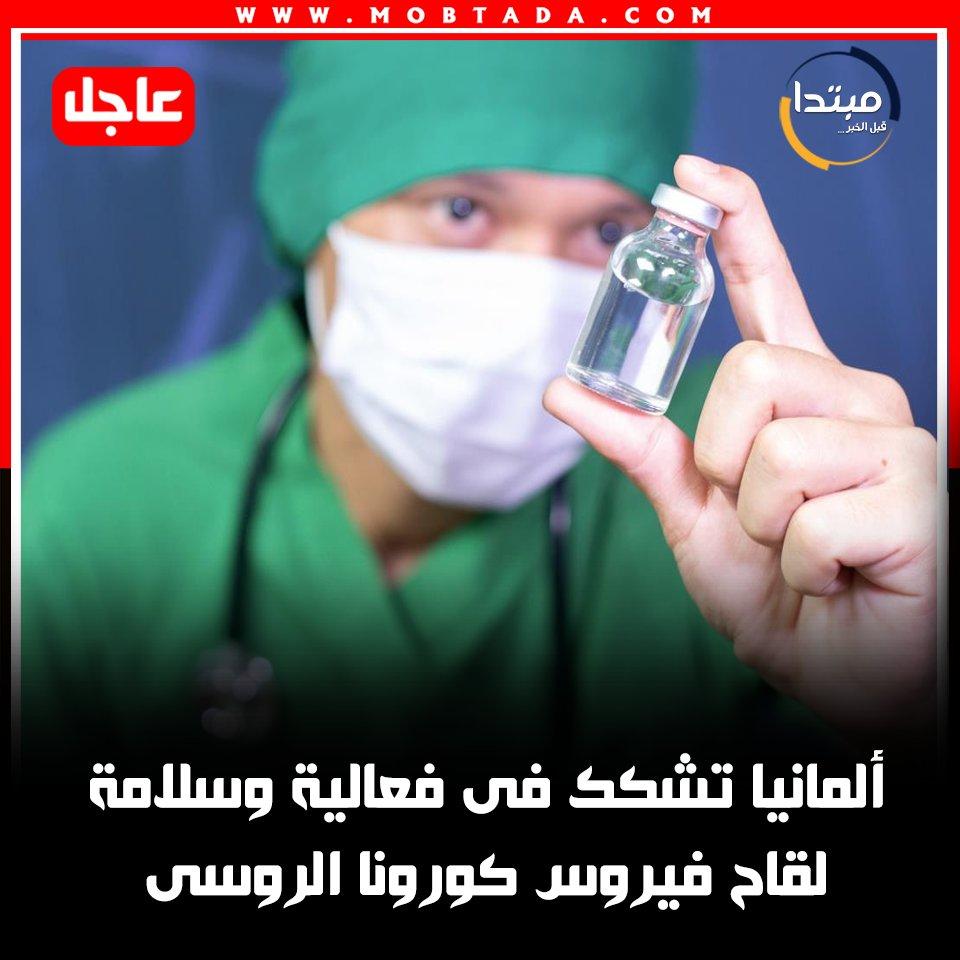 WWW.MOBTADA.COM
عاجل
مبتدا
قبل الخبر...
ألمانيا تشكك فى فعالية وسلامة
لقاح فيروس كورونا الروسى